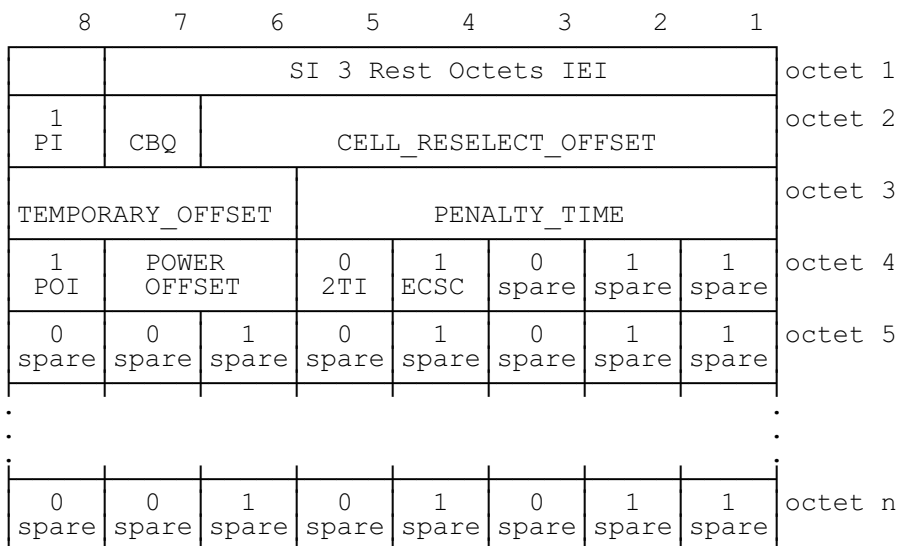 8 7 6 5 4 3 2 1
SI 3 Rest Octets IEI octet 1
1 octet 2
PI CBQ CELL_RESELECT_OFFSET
octet 3
TEMPORARY_OFFSET PENALTY_TIME
1 POWER 0 1 0 1 1 octet 4
POI OFFSET 2TI ECSC spare spare spare
0 0 1 0 1 0 1 1 octet 5
spare spare spare spare spare spare spare spare
0 0 1 0 1 0 1 1 octet n
spare spare spare spare spare spare spare spare